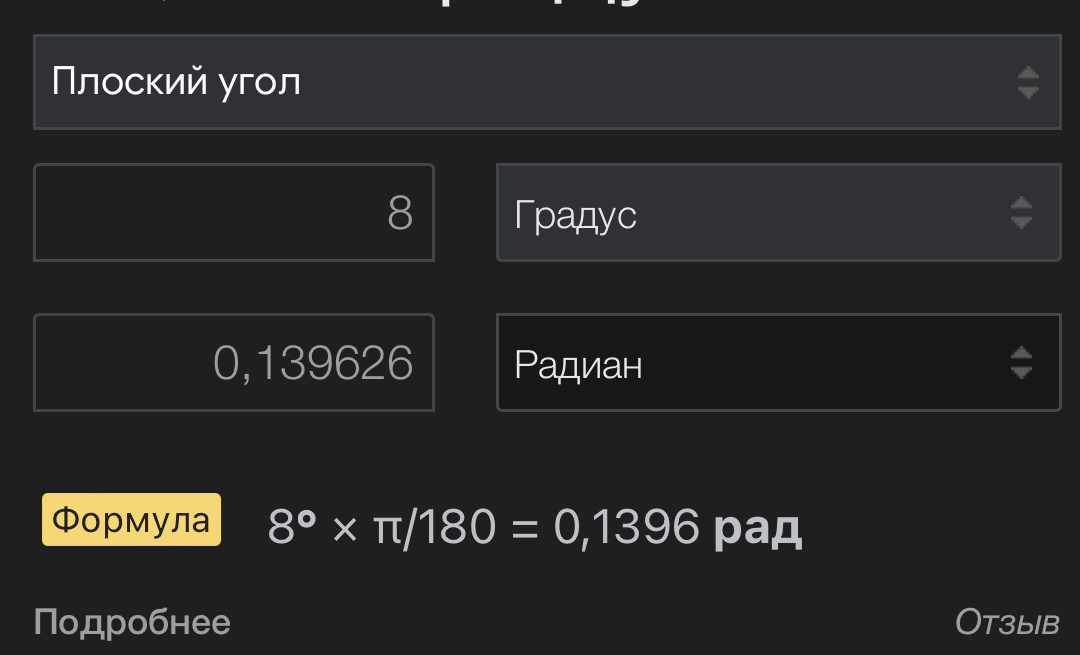 Плоский угол
8 Градус
0,139626 Радиан
Формула 8° × π/180 = 0,1396 рад
Подробнее Отзыв